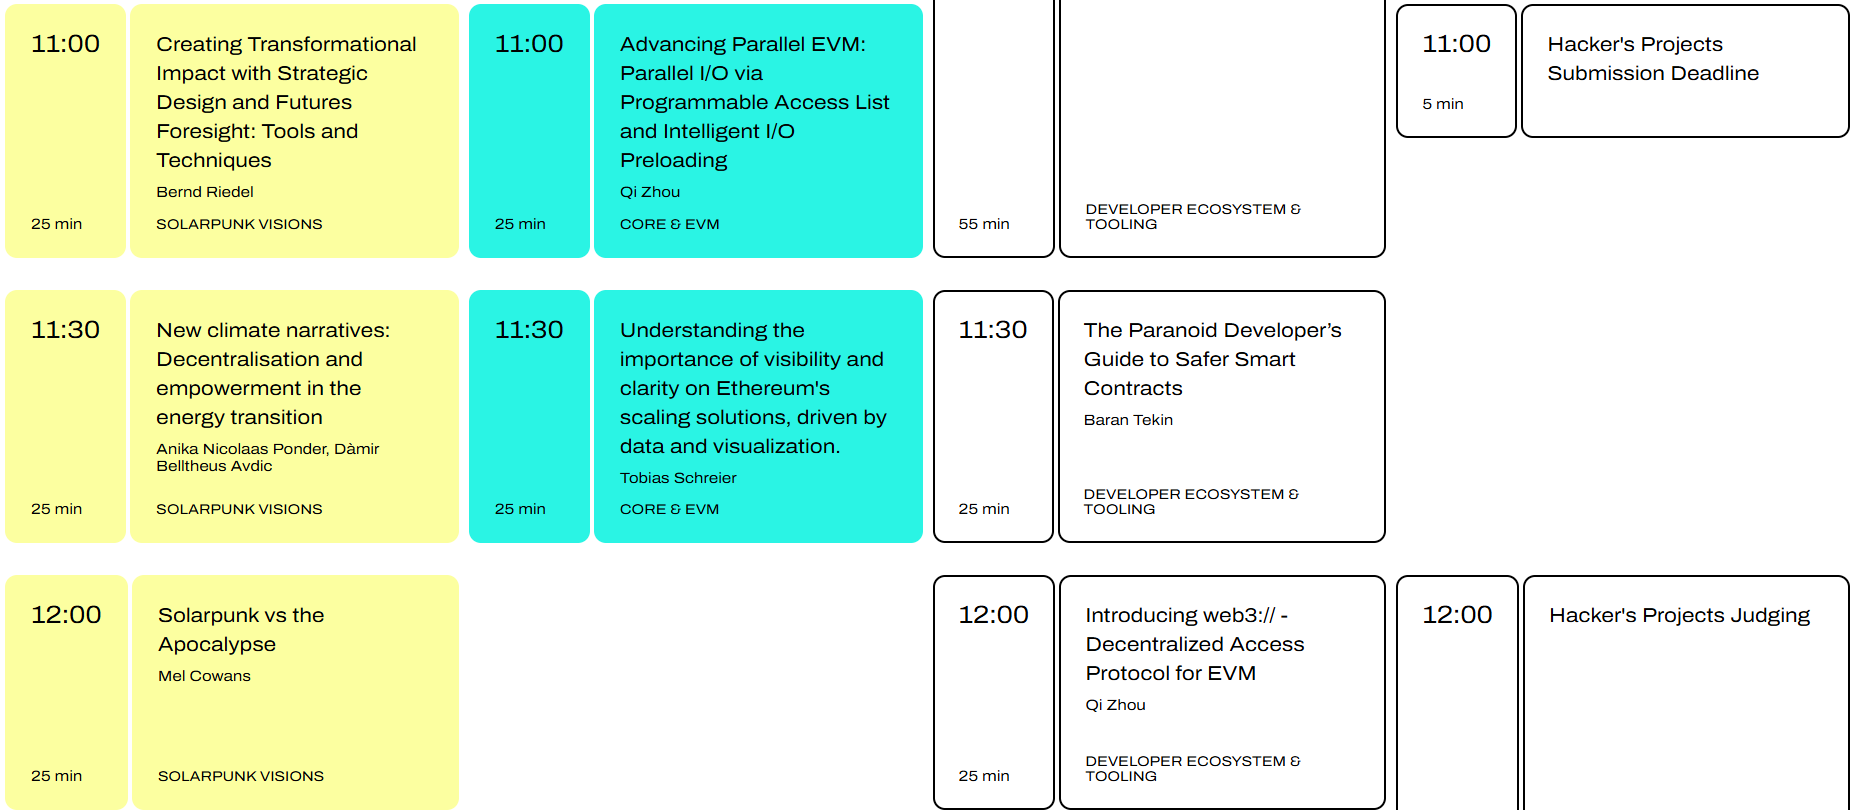 11:00
Creating Transformational
Impact with Strategic
Design and Futures
Foresight: Tools and
Techniques
Bernd Riedel
25 min
SOLARPUNK VISIONS
11:00
Advancing Parallel EVM:
Parallel I/O via
Programmable Access List
and Intelligent I/O
Preloading
Qi Zhou
25 min
CORE & EVM
55 min
DEVELOPER ECOSYSTEM &
TOOLING
11:00
Hacker's Projects
Submission Deadline
5 min
11:30
New climate narratives:
Decentralisation and
empowerment in the
energy transition
Anika Nicolaas Ponder, Dàmir
Belltheus Avdic
25 min
SOLARPUNK VISIONS
11:30
Understanding the
importance of visibility and
clarity on Ethereum's
scaling solutions, driven by
data and visualization.
Tobias Schreier
25 min
CORE & EVM
11:30
The Paranoid Developer’s
Guide to Safer Smart
Contracts
Baran Tekin
25 min
DEVELOPER ECOSYSTEM &
TOOLING
12:00
Solarpunk vs the
Apocalypse
Mel Cowans
25 min
SOLARPUNK VISIONS
12:00
Introducing web3:// -
Decentralized Access
Protocol for EVM
Qi Zhou
25 min
DEVELOPER ECOSYSTEM &
TOOLING
12:00
Hacker's Projects Judging